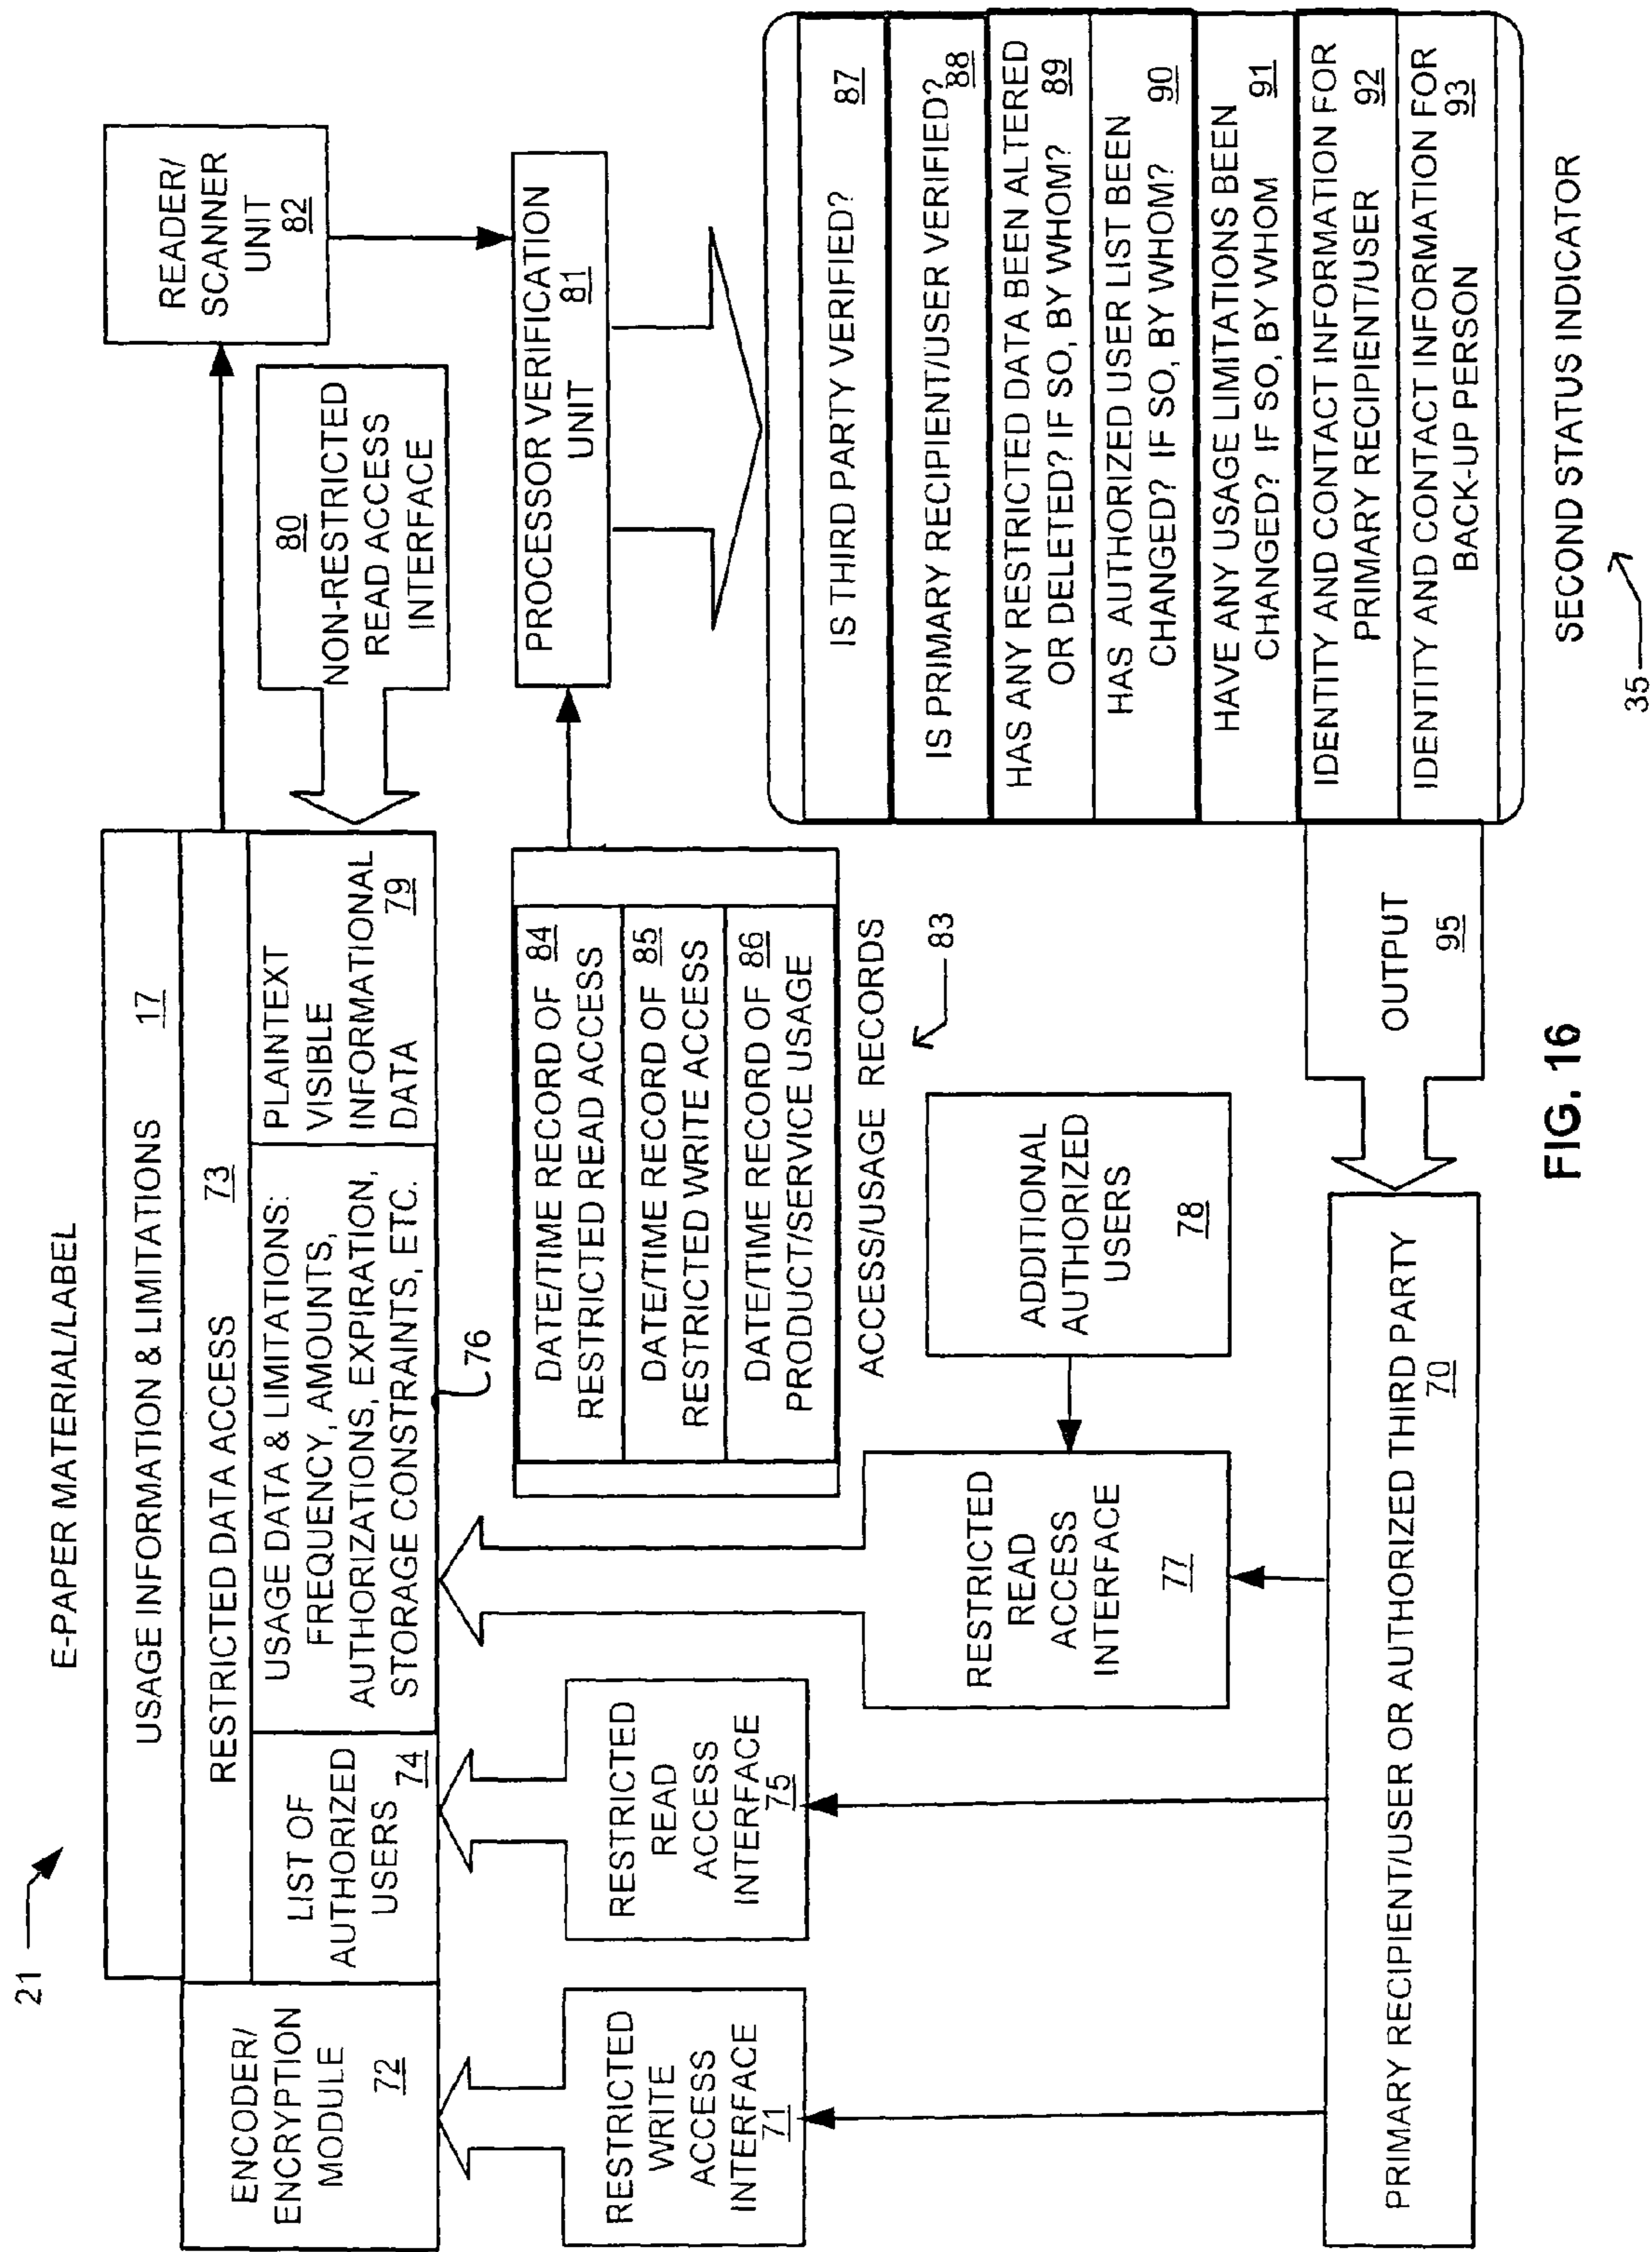 21
E-PAPER MATERIAL/LABEL
USAGE INFORMATION & LIMITATIONS 17
RESTRICTED DATA ACCESS 73
ENCODER/
ENCRYPTION
MODULE
72
LIST OF
AUTHORIZED
USERS 74
USAGE DATA & LIMITATIONS:
FREQUENCY, AMOUNTS,
AUTHORIZATIONS, EXPIRATION,
STORAGE CONSTRAINTS, ETC.
76
PLAINTEXT
VISIBLE
INFORMATIONAL
DATA 79
80
NON-RESTRICTED
READ ACCESS
INTERFACE
READER/
SCANNER
UNIT
82
RESTRICTED
WRITE
ACCESS
INTERFACE
71
RESTRICTED
READ
ACCESS
INTERFACE
75
RESTRICTED
READ
ACCESS
INTERFACE
77
ADDITIONAL
AUTHORIZED
USERS
78
DATE/TIME RECORD OF 84
RESTRICTED READ ACCESS
DATE/TIME RECORD OF 85
RESTRICTED WRITE ACCESS
DATE/TIME RECORD OF 86
PRODUCT/SERVICE USAGE
ACCESS/USAGE RECORDS
83
PROCESSOR VERIFICATION
UNIT 81
IS THIRD PARTY VERIFIED? 87
IS PRIMARY RECIPIENT/USER VERIFIED?
88
HAS ANY RESTRICTED DATA BEEN ALTERED
OR DELETED? IF SO, BY WHOM? 89
HAS AUTHORIZED USER LIST BEEN
CHANGED? IF SO, BY WHOM? 90
HAVE ANY USAGE LIMITATIONS BEEN
CHANGED? IF SO, BY WHOM 91
IDENTITY AND CONTACT INFORMATION FOR
PRIMARY RECIPIENT/USER 92
IDENTITY AND CONTACT INFORMATION FOR
BACK-UP PERSON 93
SECOND STATUS INDICATOR
35
OUTPUT
95
PRIMARY RECIPIENT/USER OR AUTHORIZED THIRD PARTY
70
FIG. 16